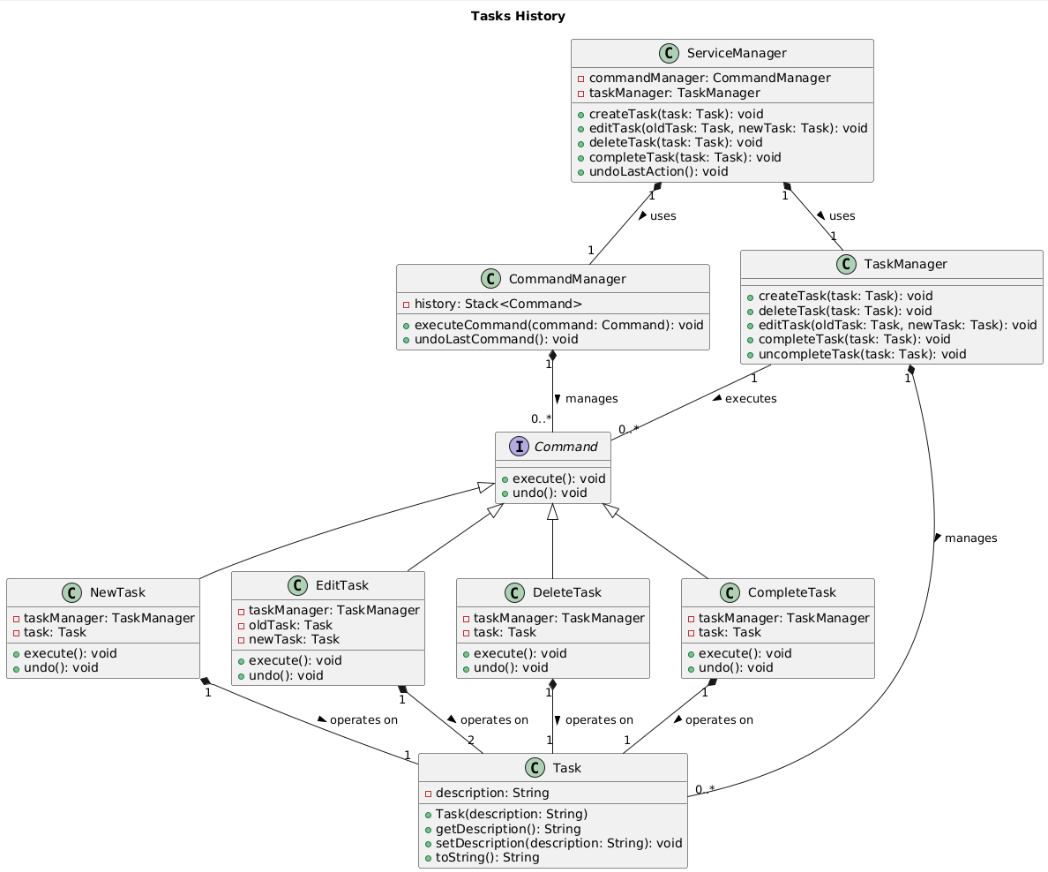 Tasks History
C ServiceManager
commandManager: CommandManager
taskManager: TaskManager
createTask(task: Task): void
editTask(oldTask: Task, newTask: Task): void
deleteTask(task: Task): void
completeTask(task: Task): void
undoLastAction(): void
1
1
uses
uses
1
1
C CommandManager
history: Stack<Command>
executeCommand(command: Command): void
undoLastCommand(): void
C TaskManager
createTask(task: Task): void
deleteTask(task: Task): void
editTask(oldTask: Task, newTask: Task): void
completeTask(task: Task): void
uncompleteTask(task: Task): void
1
1
1
manages
executes
0..*
0..*
I Command
execute(): void
undo(): void
manages
C NewTask
taskManager: TaskManager
task: Task
execute(): void
undo(): void
C EditTask
taskManager: TaskManager
oldTask: Task
newTask: Task
execute(): void
undo(): void
C DeleteTask
taskManager: TaskManager
task: Task
execute(): void
undo(): void
C CompleteTask
taskManager: TaskManager
task: Task
execute(): void
undo(): void
1
1
1
1
operates on
operates on
operates on
operates on
1
2
1
1
C Task
description: String
Task(description: String)
getDescription(): String
setDescription(description: String): void
toString(): String
0..*